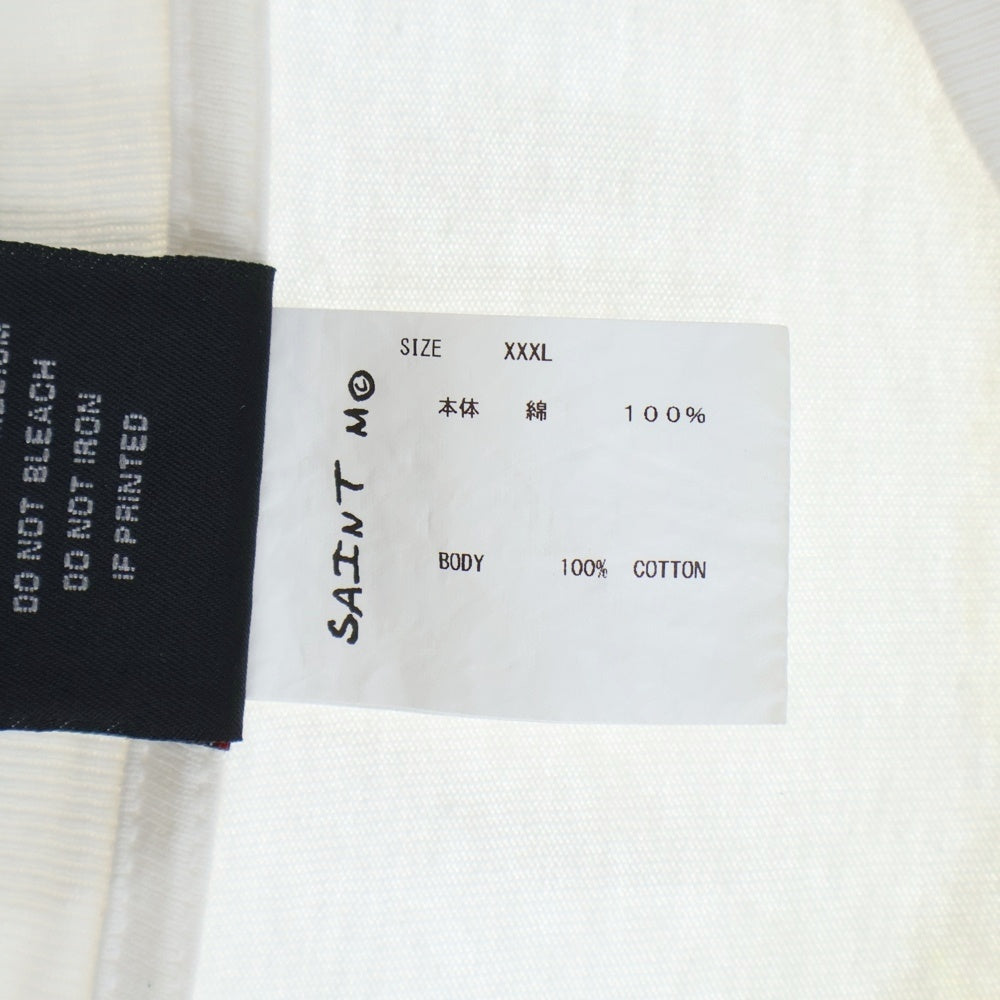 SIZE XXXL
本体 綿 100%
BODY 100% COTTON
SAINT M©
DO NOT BLEACH
DO NOT IRON
IF PRINTED